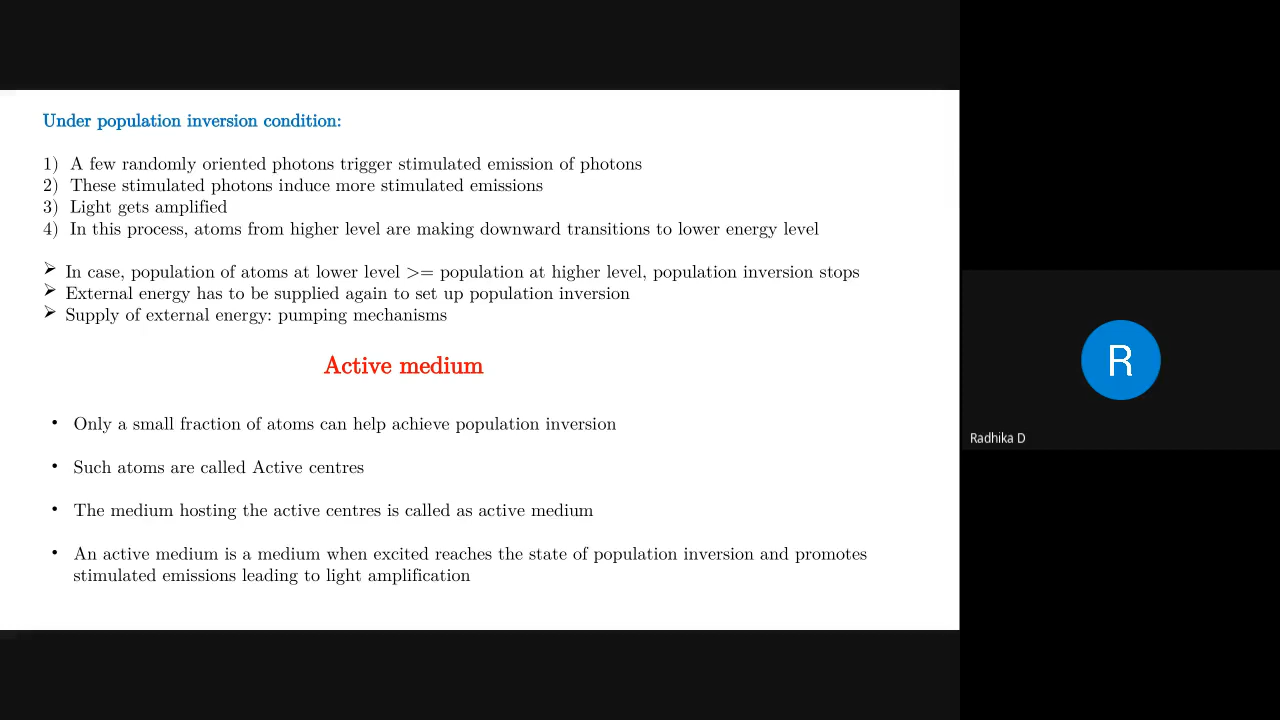 Under population inversion condition:
1) A few randomly oriented photons trigger stimulated emission of photons
2) These stimulated photons induce more stimulated emissions
3) Light gets amplified
4) In this process, atoms from higher level are making downward transitions to lower energy level
➢ In case, population of atoms at lower level >= population at higher level, population inversion stops
➢ External energy has to be supplied again to set up population inversion
➢ Supply of external energy: pumping mechanisms
Active medium
• Only a small fraction of atoms can help achieve population inversion
• Such atoms are called Active centres
• The medium hosting the active centres is called as active medium
• An active medium is a medium when excited reaches the state of population inversion and promotes
stimulated emissions leading to light amplification
R
Radhika D